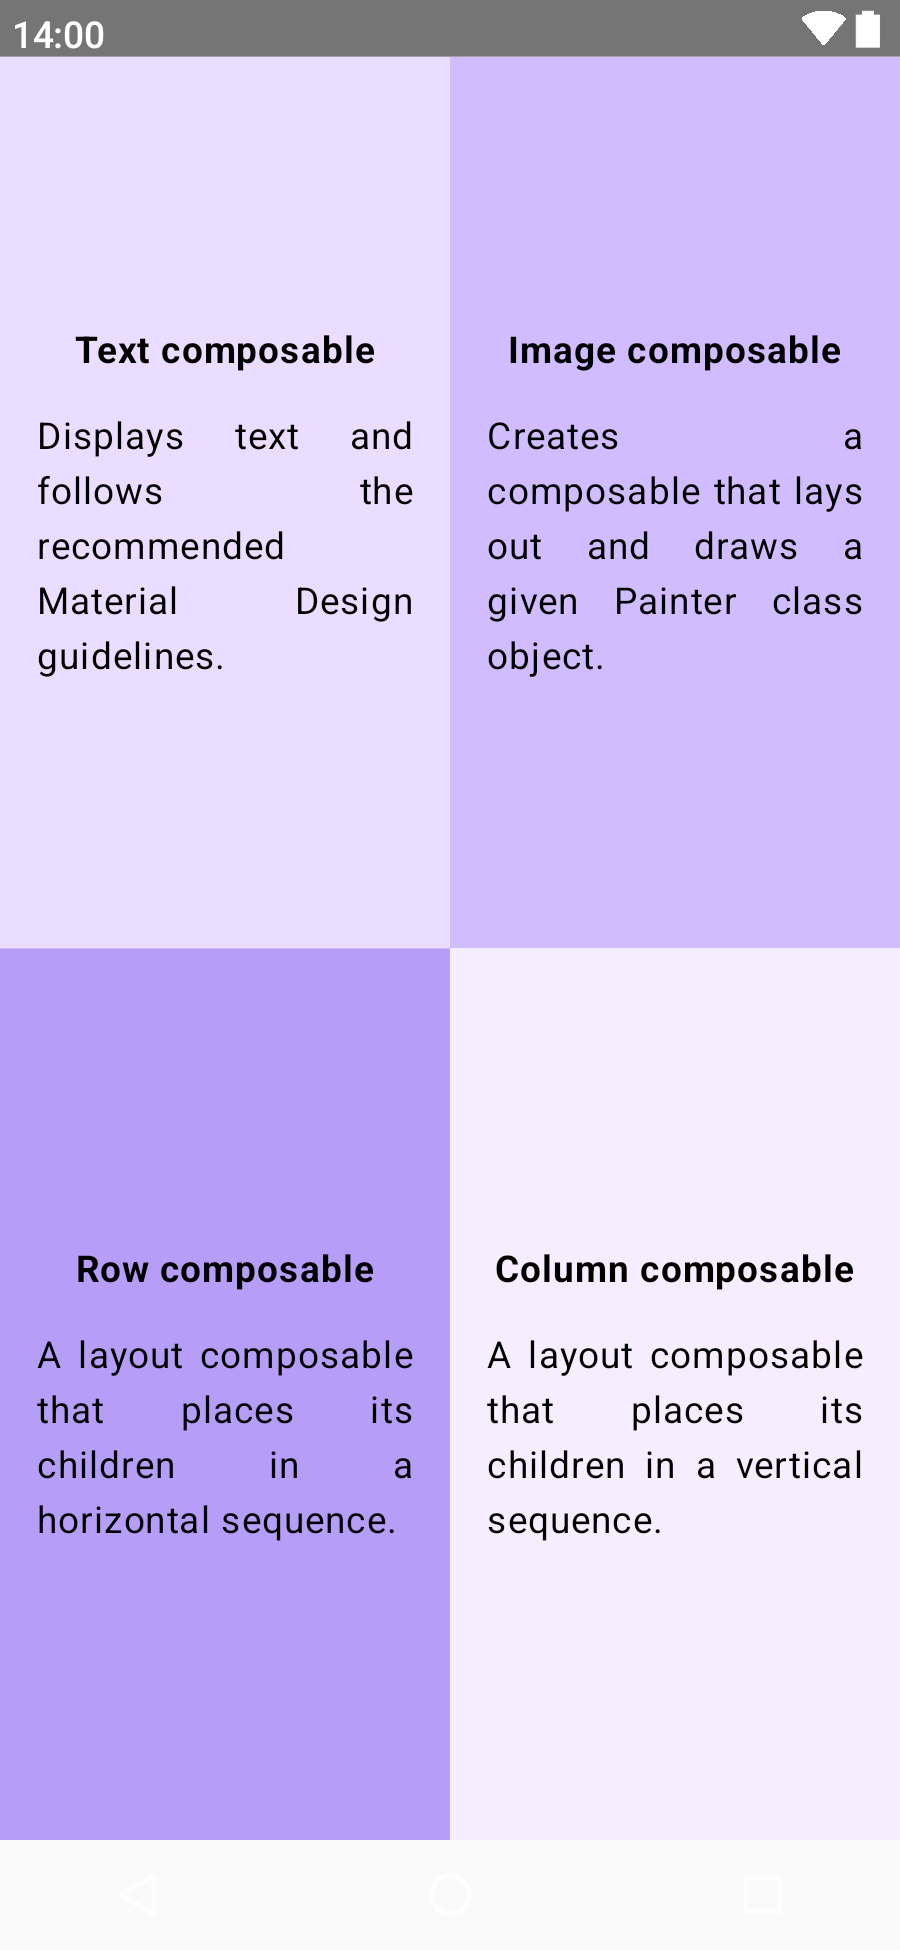 14:00
Text composable
Displays text and
follows the
recommended
Material Design
guidelines.
Image composable
Creates a
composable that lays
out and draws a
given Painter class
object.
Row composable
A layout composable
that places its
children in a
horizontal sequence.
Column composable
A layout composable
that places its
children in a vertical
sequence.